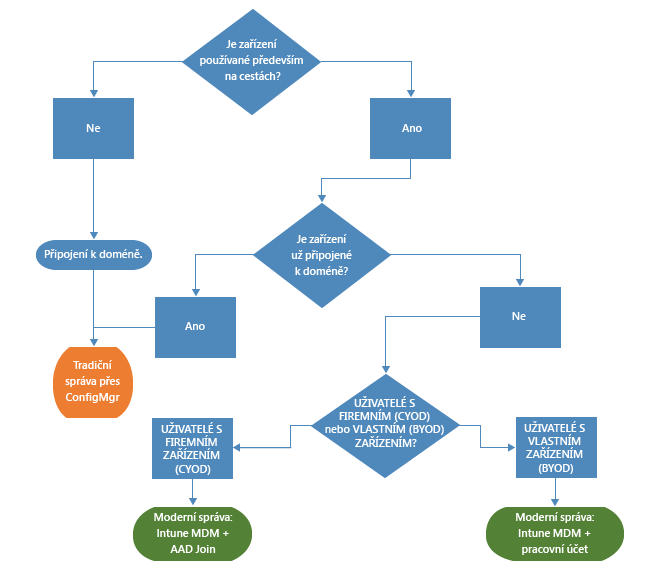 Je zařízení
používané především
na cestách?
Ne
Ano
Připojení k doméně.
Je zařízení
už připojené
k doméně?
Ano
Ne
Tradiční
správa přes
ConfigMgr
UŽIVATELÉ S
FIREMNÍM (CYOD)
nebo VLASTNÍM (BYOD)
ZAŘÍZENÍM?
UŽIVATELÉ S
FIREMNÍM
ZAŘÍZENÍM
(CYOD)
UŽIVATELÉ S
VLASTNÍM
ZAŘÍZENÍM
(BYOD)
Moderní správa:
Intune MDM +
AAD Join
Moderní správa:
Intune MDM +
pracovní účet